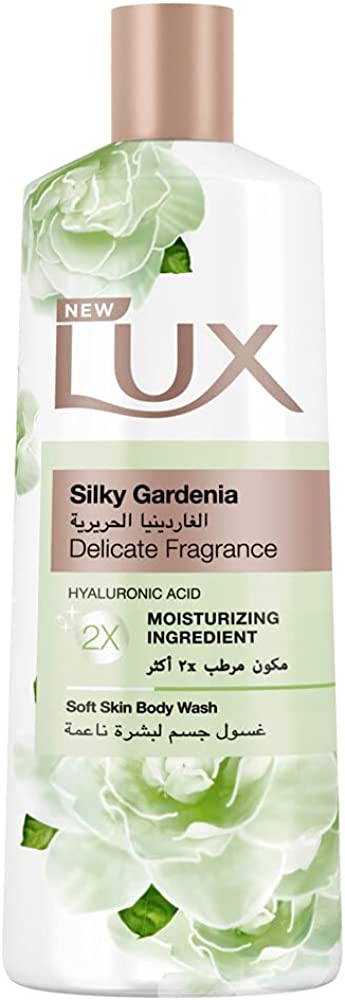 NEW
LUX
Silky Gardenia
الغاردينيا الحريرية
Delicate Fragrance
HYALURONIC ACID
2X
MOISTURIZING
INGREDIENT
مكون مرطب ٢x أكثر
Soft Skin Body Wash
غسول جسم لبشرة ناعمة